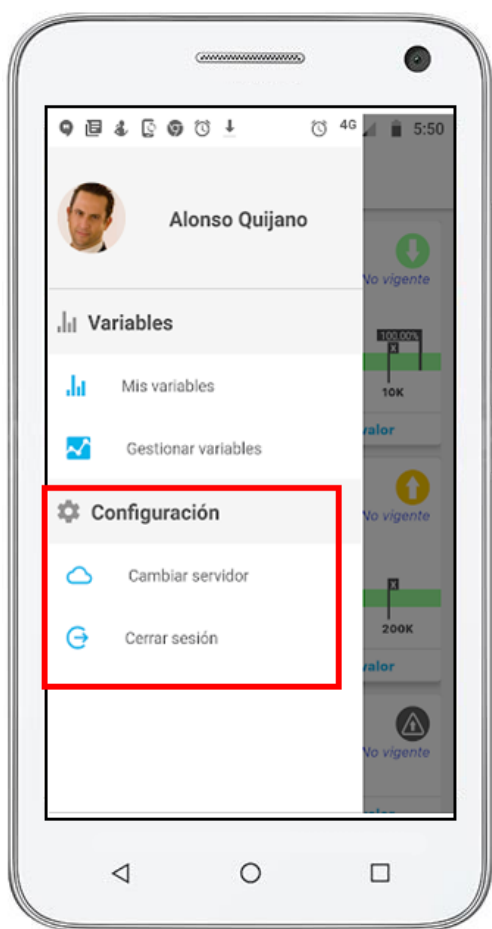 4G 5:50
Alonso Quijano
No vigente
Variables
100.00%
X
Mis variables
10K
valor
Gestionar variables
Configuración
No vigente
Cambiar servidor
X
200K
Cerrar sesión
valor
No vigente